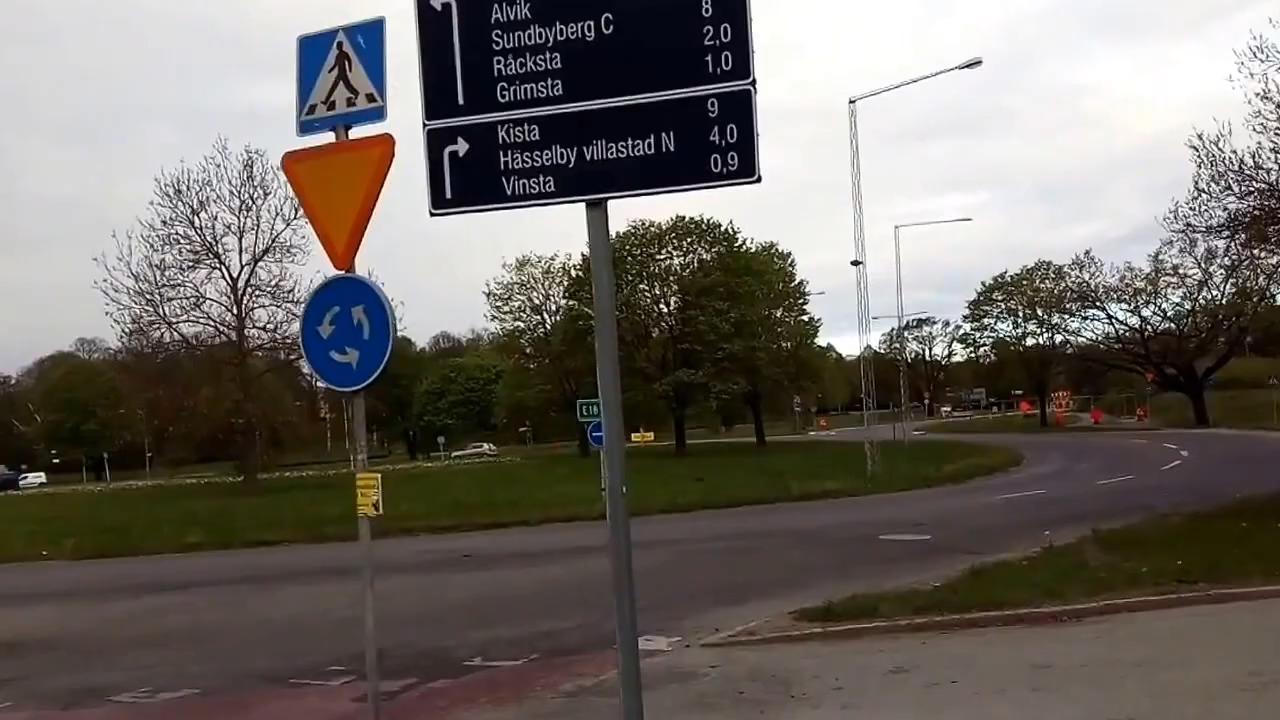 Alvik 8
Sundbyberg C 2,0
Råcksta 1,0
Grimsta
Kista 9
Hässelby villastad N 4,0
Vinsta 0,9
E18